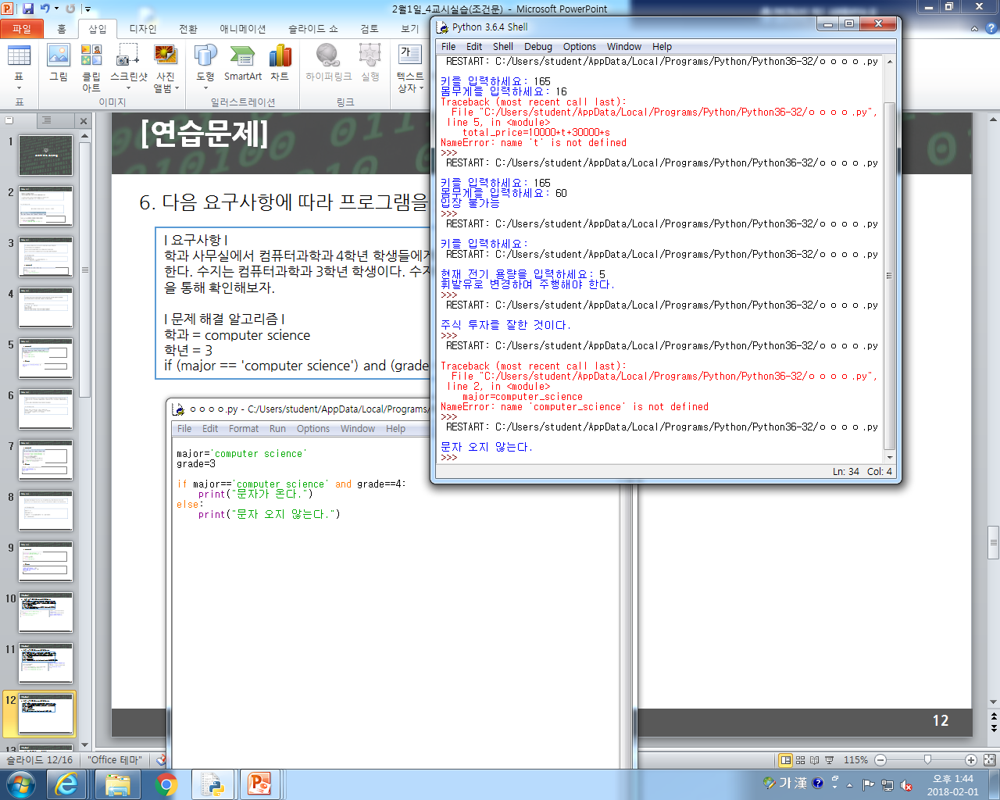 2월1일_4교시실습(조건문) - Microsoft PowerPoint
파일 홈 삽입 디자인 전환 애니메이션 슬라이드 쇼 검토 보기
표 그림 클립 아트 스크린샷 사진 앨범 도형 SmartArt 차트 하이퍼링크 실행 텍스트 상자
표 이미지 일러스트레이션 링크
[연습문제]
6. 다음 요구사항에 따라 프로그램을
| 요구사항 |
학과 사무실에서 컴퓨터과학과 4학년 학생들에게
한다. 수지는 컴퓨터과학과 3학년 학생이다. 수지
을 통해 확인해보자.
| 문제 해결 알고리즘 |
학과 = computer science
학년 = 3
if (major == 'computer science') and (grade
ㅇㅇㅇㅇ.py - C:/Users/student/AppData/Local/Programs/
File Edit Format Run Options Window Help
major='computer science'
grade=3
if major=='computer science' and grade==4:
print("문자가 온다.")
else:
print("문자 오지 않는다.")
Python 3.6.4 Shell
File Edit Shell Debug Options Window Help
RESTART: C:/Users/student/AppData/Local/Programs/Python/Python36-32/ㅇㅇㅇㅇ.py
키를 입력하세요: 165
몸무게를 입력하세요: 16
Traceback (most recent call last):
File "C:/Users/student/AppData/Local/Programs/Python/Python36-32/ㅇㅇㅇㅇ.py",
line 5, in <module>
total_price=10000*t+30000*s
NameError: name 't' is not defined
>>>
RESTART: C:/Users/student/AppData/Local/Programs/Python/Python36-32/ㅇㅇㅇㅇ.py
키를 입력하세요: 165
몸무게를 입력하세요: 60
입장 불가능
>>>
RESTART: C:/Users/student/AppData/Local/Programs/Python/Python36-32/ㅇㅇㅇㅇ.py
키를 입력하세요:
RESTART: C:/Users/student/AppData/Local/Programs/Python/Python36-32/ㅇㅇㅇㅇ.py
현재 전기 용량을 입력하세요: 5
휘발유로 변경하여 주행해야 한다.
>>>
RESTART: C:/Users/student/AppData/Local/Programs/Python/Python36-32/ㅇㅇㅇㅇ.py
주식 투자를 잘한 것이다.
>>>
RESTART: C:/Users/student/AppData/Local/Programs/Python/Python36-32/ㅇㅇㅇㅇ.py
Traceback (most recent call last):
File "C:/Users/student/AppData/Local/Programs/Python/Python36-32/ㅇㅇㅇㅇ.py",
line 2, in <module>
major=computer_science
NameError: name 'computer_science' is not defined
>>>
RESTART: C:/Users/student/AppData/Local/Programs/Python/Python36-32/ㅇㅇㅇㅇ.py
문자 오지 않는다.
>>>
Ln: 34 Col: 4
1
2
3
4
5
6
7
8
9
10
11
12
13
12
슬라이드 12/16 "Office 테마" 115%
가 漢
오후 1:44
2018-02-01